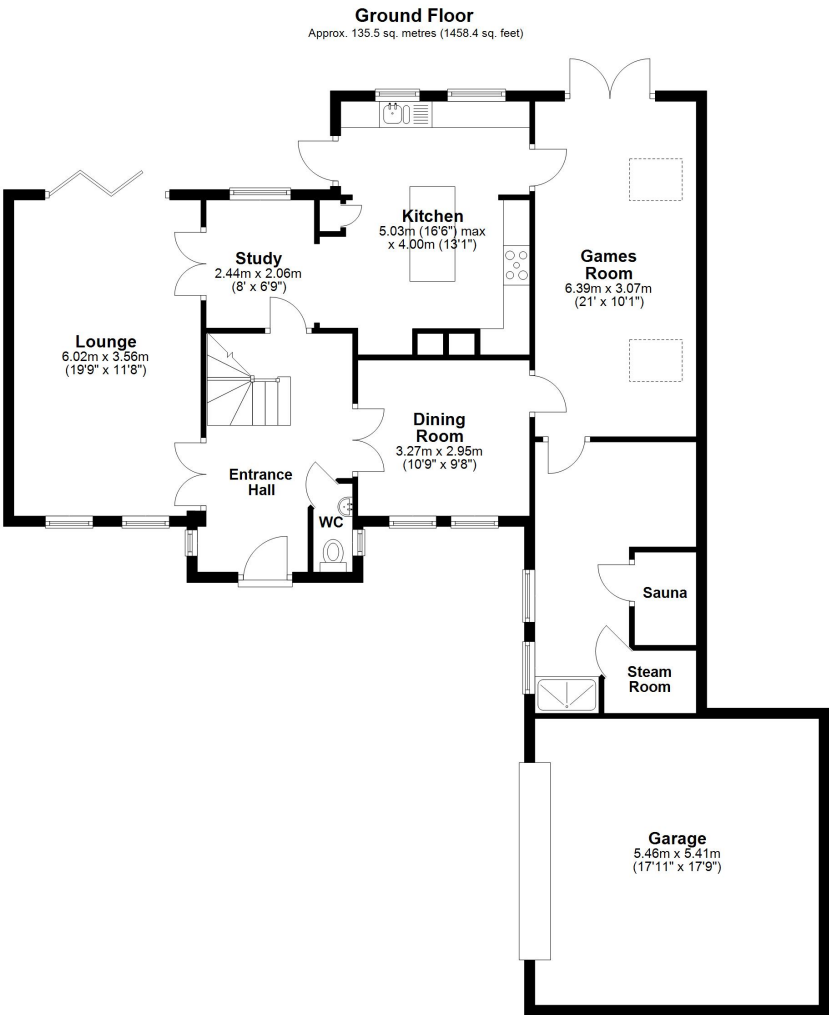 Ground Floor
Approx. 135.5 sq. metres (1458.4 sq. feet)
Kitchen
5.03m (16'6") max
x 4.00m (13'1")
Study
2.44m x 2.06m
(8' x 6'9")
Games
Room
6.39m x 3.07m
(21' x 10'1")
Lounge
6.02m x 3.56m
(19'9" x 11'8")
Dining
Room
3.27m x 2.95m
(10'9" x 9'8")
Entrance
Hall
WC
Sauna
Steam
Room
Garage
5.46m x 5.41m
(17'11" x 17'9")